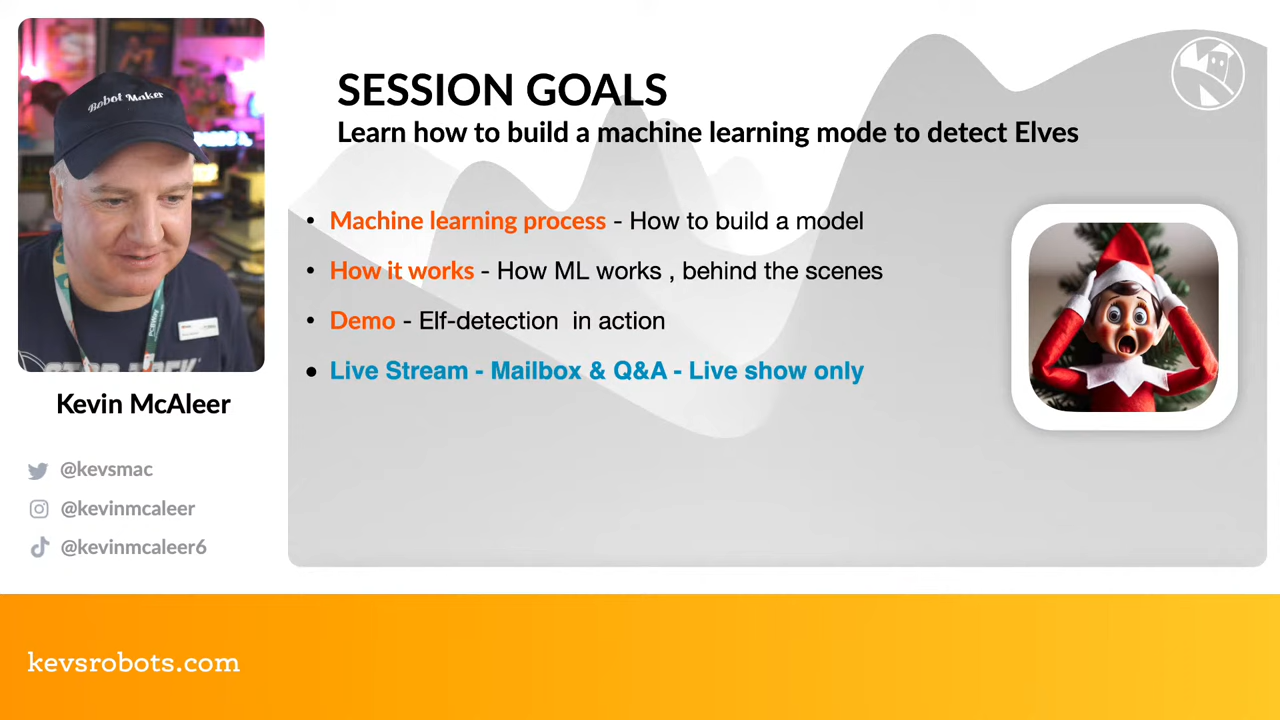 Robot Maker
SESSION GOALS
Learn how to build a machine learning mode to detect Elves
• Machine learning process - How to build a model
• How it works - How ML works , behind the scenes
• Demo - Elf-detection  in action
• Live Stream - Mailbox & Q&A - Live show only
Kevin McAleer
@kevsmac
@kevinmcaleer
@kevinmcaleer6
kevsrobots.com